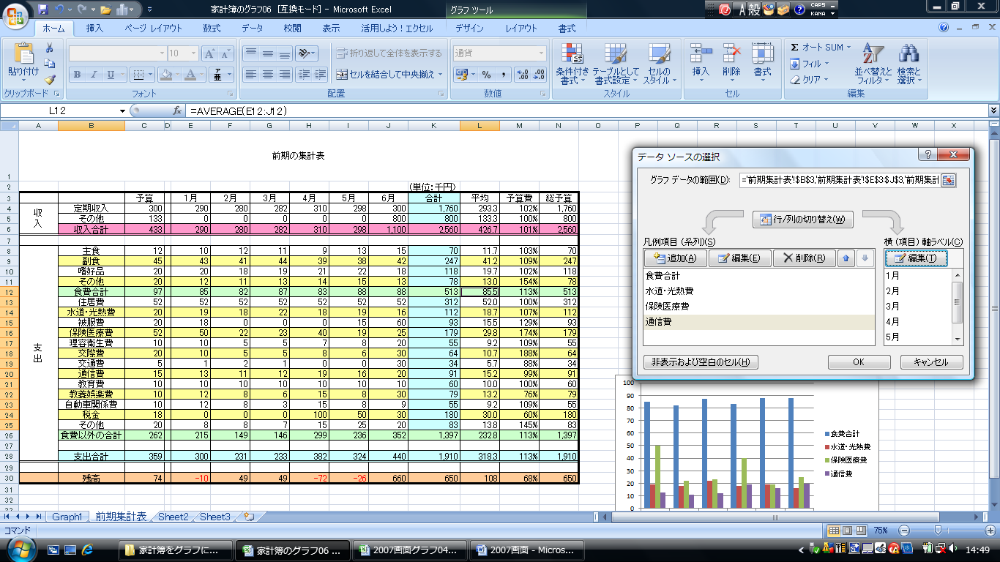 家計簿のグラフ06 [互換モード] - Microsoft Excel
グラフ ツール
A 般 CAPS KANA
ホーム 挿入 ページ レイアウト 数式 データ 校閲 表示 活用しよう！エクセル デザイン レイアウト 書式
貼り付け
クリップボード
10
B I U
フォント
折り返して全体を表示する
セルを結合して中央揃え
配置
通貨
数値
条件付き書式
テーブルとして書式設定
セルのスタイル
スタイル
挿入 削除 書式
セル
Σ オート SUM
フィル
クリア
並べ替えとフィルタ
検索と選択
編集
L12
fx =AVERAGE(E12:J12)
A B C D E F G H I J K L M N O P Q R S T U V W X
1 前期の集計表
2 (単位:千円)
3 予算 1月 2月 3月 4月 5月 6月 合計 平均 予算費 総予算
収入
4 定期収入 300 290 280 282 310 298 300 1,760 293.3 102% 1,760
5 その他 133 0 0 0 0 0 800 800 133.3 100% 800
6 収入合計 433 290 280 282 310 298 1,100 2,560 426.7 101% 2,560
7
支出
8 主食 12 10 12 11 9 13 15 70 11.7 103% 70
9 副食 45 43 41 44 39 38 42 247 41.2 109% 247
10 嗜好品 20 20 18 19 21 22 18 118 19.7 102% 118
11 その他 20 12 11 13 14 15 13 78 13.0 154% 78
12 食費合計 97 85 82 87 83 88 88 513 85.5 113% 513
13 住居費 52 52 52 52 52 52 52 312 52.0 100% 312
14 水道・光熱費 20 19 18 22 18 19 16 112 18.7 107% 112
15 被服費 20 18 0 0 0 15 60 93 15.5 129% 93
16 保険医療費 52 50 22 23 40 19 25 179 29.8 174% 179
17 理容衛生費 10 10 5 5 7 8 20 55 9.2 109% 55
18 交際費 20 10 5 5 8 6 30 64 10.7 188% 64
19 交通費 5 1 2 1 0 0 30 34 5.7 88% 34
20 通信費 15 13 11 12 19 16 20 91 15.2 99% 91
21 教育費 10 10 10 10 10 10 10 60 10.0 100% 60
22 教養娯楽費 10 12 8 6 15 8 30 79 13.2 76% 79
23 自動車関係費 10 12 8 3 15 8 9 55 9.2 109% 55
24 税金 18 0 0 0 100 50 30 180 30.0 60% 180
25 その他 20 8 8 7 15 25 20 83 13.8 145% 83
26 食費以外の合計 262 215 149 146 299 236 352 1,397 232.8 113% 1,397
27
28 支出合計 359 300 231 233 382 324 440 1,910 318.3 113% 1,910
29
30 残高 74 -10 49 49 -72 -26 660 650 108 68% 650
31
32
データ ソースの選択
グラフ データの範囲(D): ='前期集計表'!$B$3,'前期集計表'!$E$3:$J$3,'前期集計
行/列の切り替え(W)
凡例項目 (系列)(S)
追加(A) 編集(E) 削除(R)
食費合計
水道・光熱費
保険医療費
通信費
横 (項目) 軸ラベル(C)
編集(T)
1月
2月
3月
4月
5月
非表示および空白のセル(H) OK キャンセル
100
90
80
70
60
50
40
30
20
10
0
食費合計
水道・光熱費
保険医療費
通信費
Graph1 前期集計表 Sheet2 Sheet3
コマンド 75%
家計簿をグラフに... 家計簿のグラフ06 ... 2007画面グラフ04... 2007画面 - Micros...
14:49